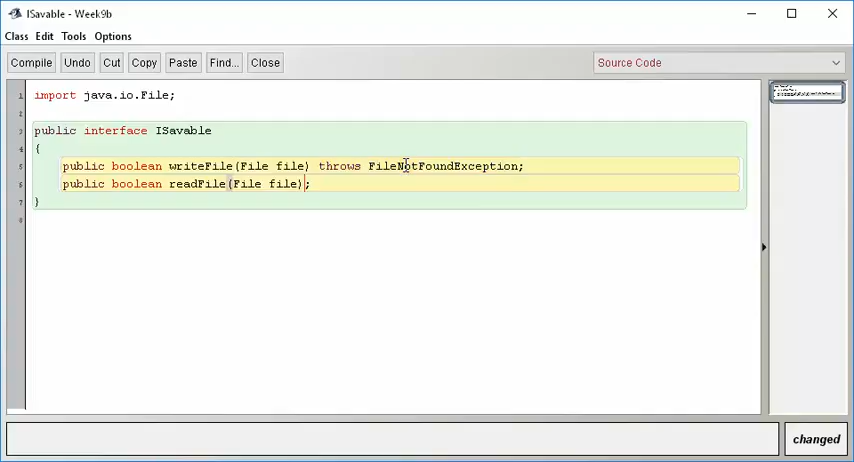 ISavable - Week9b
Class Edit Tools Options
Compile Undo Cut Copy Paste Find... Close Source Code
1 import java.io.File;
2
3 public interface ISavable
4 {
5 public boolean writeFile(File file) throws FileNotFoundException;
6 public boolean readFile(File file);
7 }
8
changed